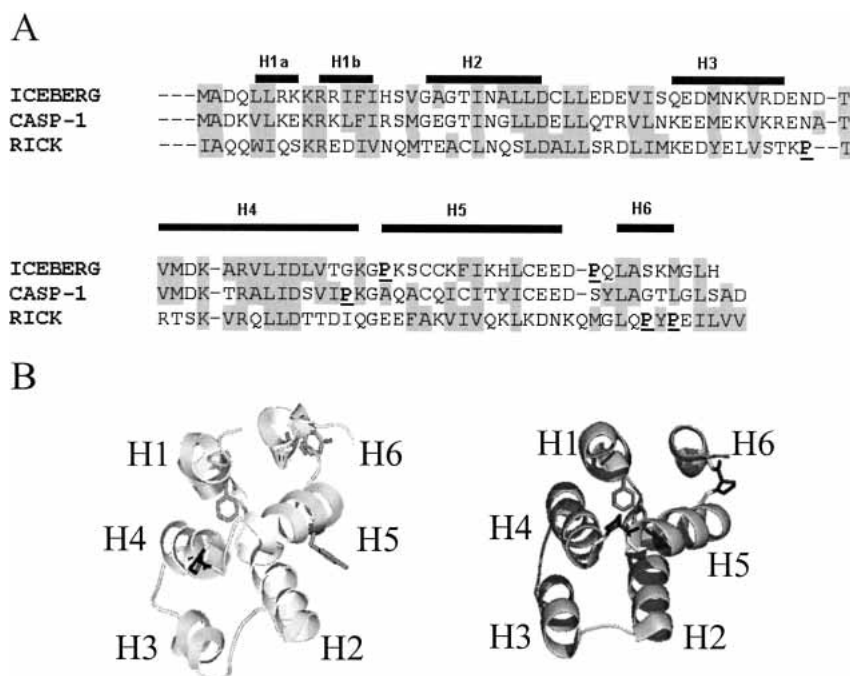 A
H1a H1b H2 H3
ICEBERG ---MADQLLRKKRRIFIHSVGAGTINALLDCLLEDEVISQEDMNKVRDEND-T
CASP-1 ---MADKVLKEKRKLFIRSMGEGTINGLLDELLQTRVLNKEEMEKVKRENA-T
RICK ---IAQQWIQSKREDIVNQMTEACLNQSLDALLSRDLIMKEDYELVSTKP--T
H4 H5 H6
ICEBERG VMDK-ARVLIDLVTGKGPKSCCKFIKHLCEED-PQLASKMGLH
CASP-1 VMDK-TRALIDSVIPKGAQACQICITYICEED-SYLAGTLGLSAD
RICK RTSK-VRQLLDTTDIQGEEFAKVIVQKLKDNKQMGLQPYPEILVV
B
H1 H6 H1 H6
H4 H5 H4 H5
H3 H2 H3 H2